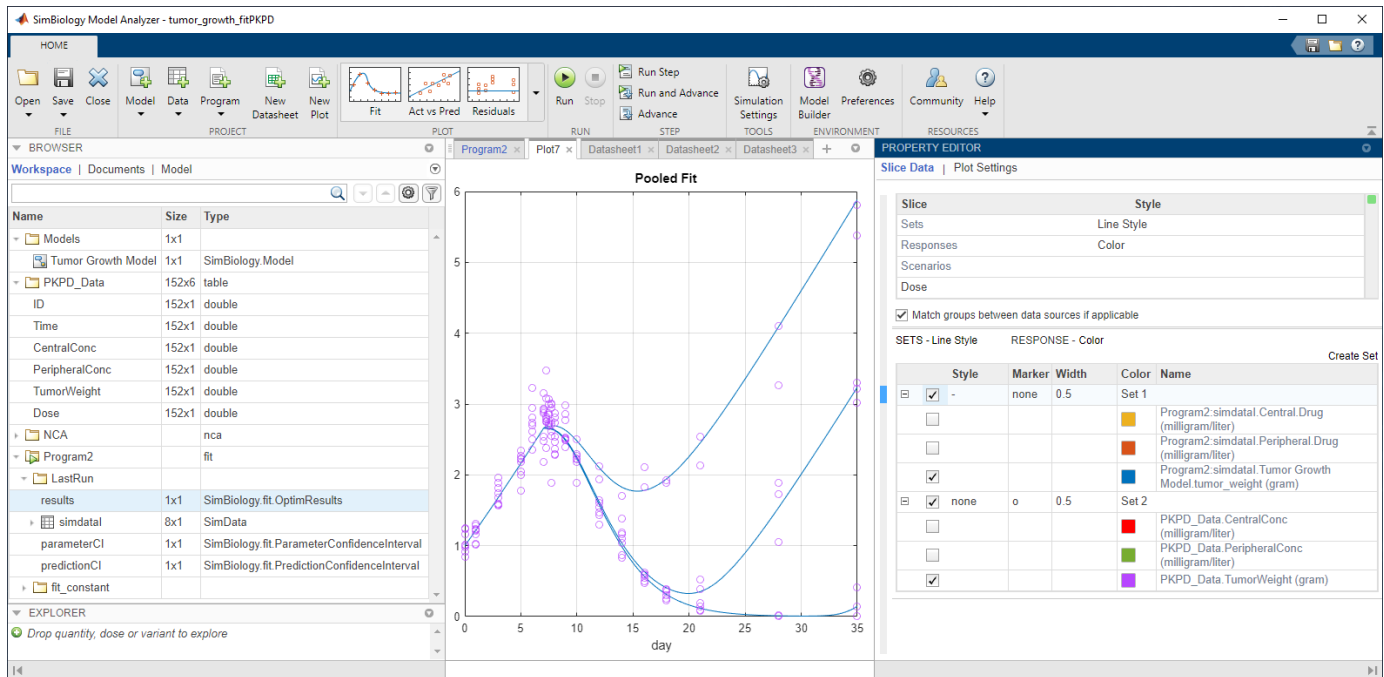 SimBiology Model Analyzer - tumor_growth_fitPKPD
HOME
Open Save Close Model Data Program New Datasheet New Plot Fit Act vs Pred Residuals Run Stop Run Step Run and Advance Advance Simulation Settings Model Builder Preferences Community Help
FILE PROJECT PLOT RUN STEP TOOLS ENVIRONMENT RESOURCES
BROWSER
Workspace | Documents | Model
Name Size Type
Models 1x1
Tumor Growth Model 1x1 SimBiology.Model
PKPD_Data 152x6 table
ID 152x1 double
Time 152x1 double
CentralConc 152x1 double
PeripheralConc 152x1 double
TumorWeight 152x1 double
Dose 152x1 double
NCA nca
Program2 fit
LastRun
results 1x1 SimBiology.fit.OptimResults
simdataI 8x1 SimData
parameterCI 1x1 SimBiology.fit.ParameterConfidenceInterval
predictionCI 1x1 SimBiology.fit.PredictionConfidenceInterval
fit_constant
EXPLORER
Drop quantity, dose or variant to explore
Program2 × Plot7 × Datasheet1 × Datasheet2 × Datasheet3 × +
Pooled Fit
6
5
4
3
2
1
0
0 5 10 15 20 25 30 35
day
PROPERTY EDITOR
Slice Data | Plot Settings
Slice Style
Sets Line Style
Responses Color
Scenarios
Dose
Match groups between data sources if applicable
SETS - Line Style RESPONSE - Color
Create Set
Style Marker Width Color Name
- none 0.5 Set 1
Program2:simdataI.Central.Drug
(milligram/liter)
Program2:simdataI.Peripheral.Drug
(milligram/liter)
Program2:simdataI.Tumor Growth
Model.tumor_weight (gram)
none o 0.5 Set 2
PKPD_Data.CentralConc
(milligram/liter)
PKPD_Data.PeripheralConc
(milligram/liter)
PKPD_Data.TumorWeight (gram)